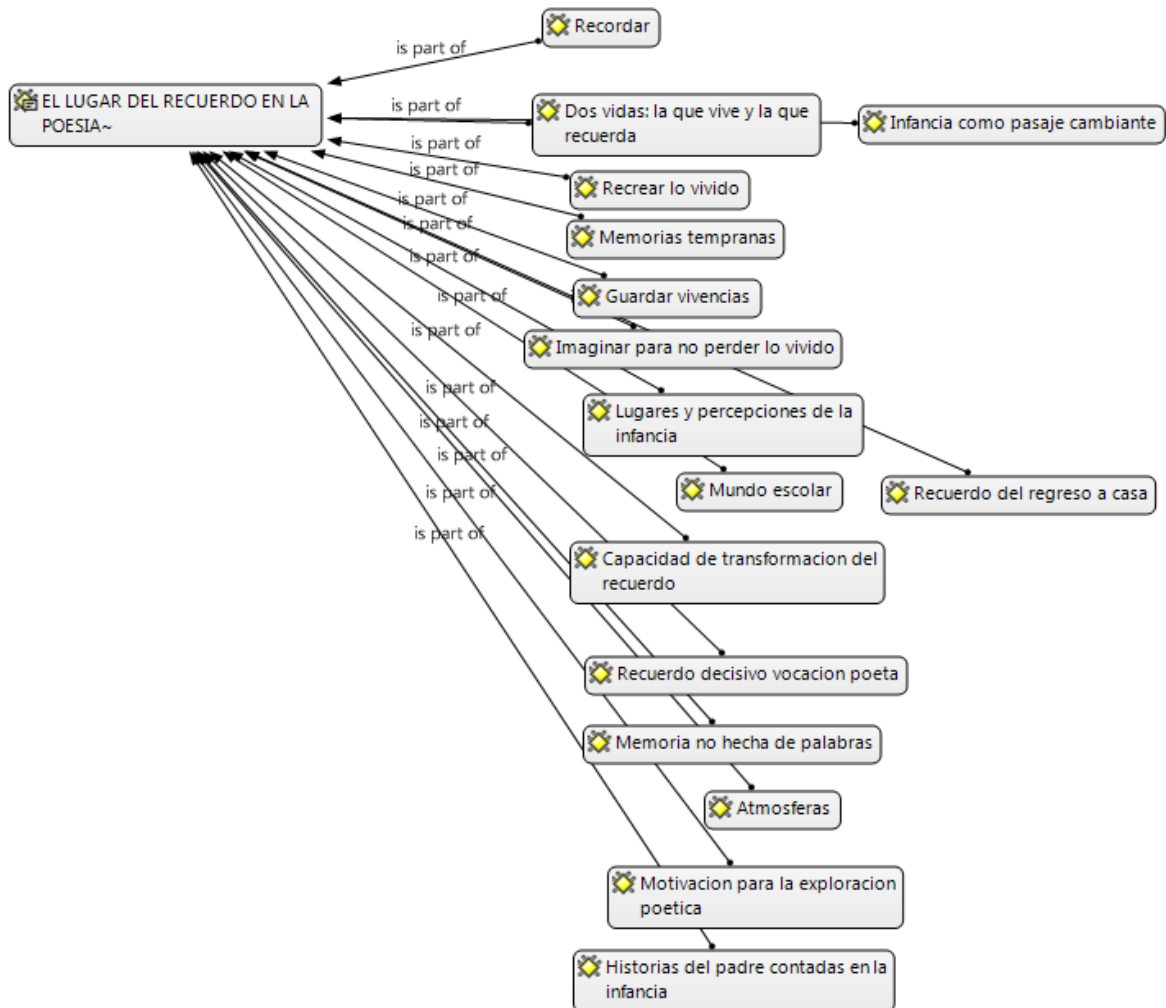 Recordar
is part of
EL LUGAR DEL RECUERDO EN LA
POESIA~
is part of
Dos vidas: la que vive y la que
recuerda
Infancia como pasaje cambiante
is part of
is part of
Recrear lo vivido
is part of
Memorias tempranas
is part of
is part of
Guardar vivencias
is part of
is part of
Imaginar para no perder lo vivido
is part of
Lugares y percepciones de la
infancia
is part of
Mundo escolar
Recuerdo del regreso a casa
is part of
is part of
is part of
Capacidad de transformacion del
recuerdo
Recuerdo decisivo vocacion poeta
Memoria no hecha de palabras
Atmosferas
Motivacion para la exploracion
poetica
Historias del padre contadas en la
infancia